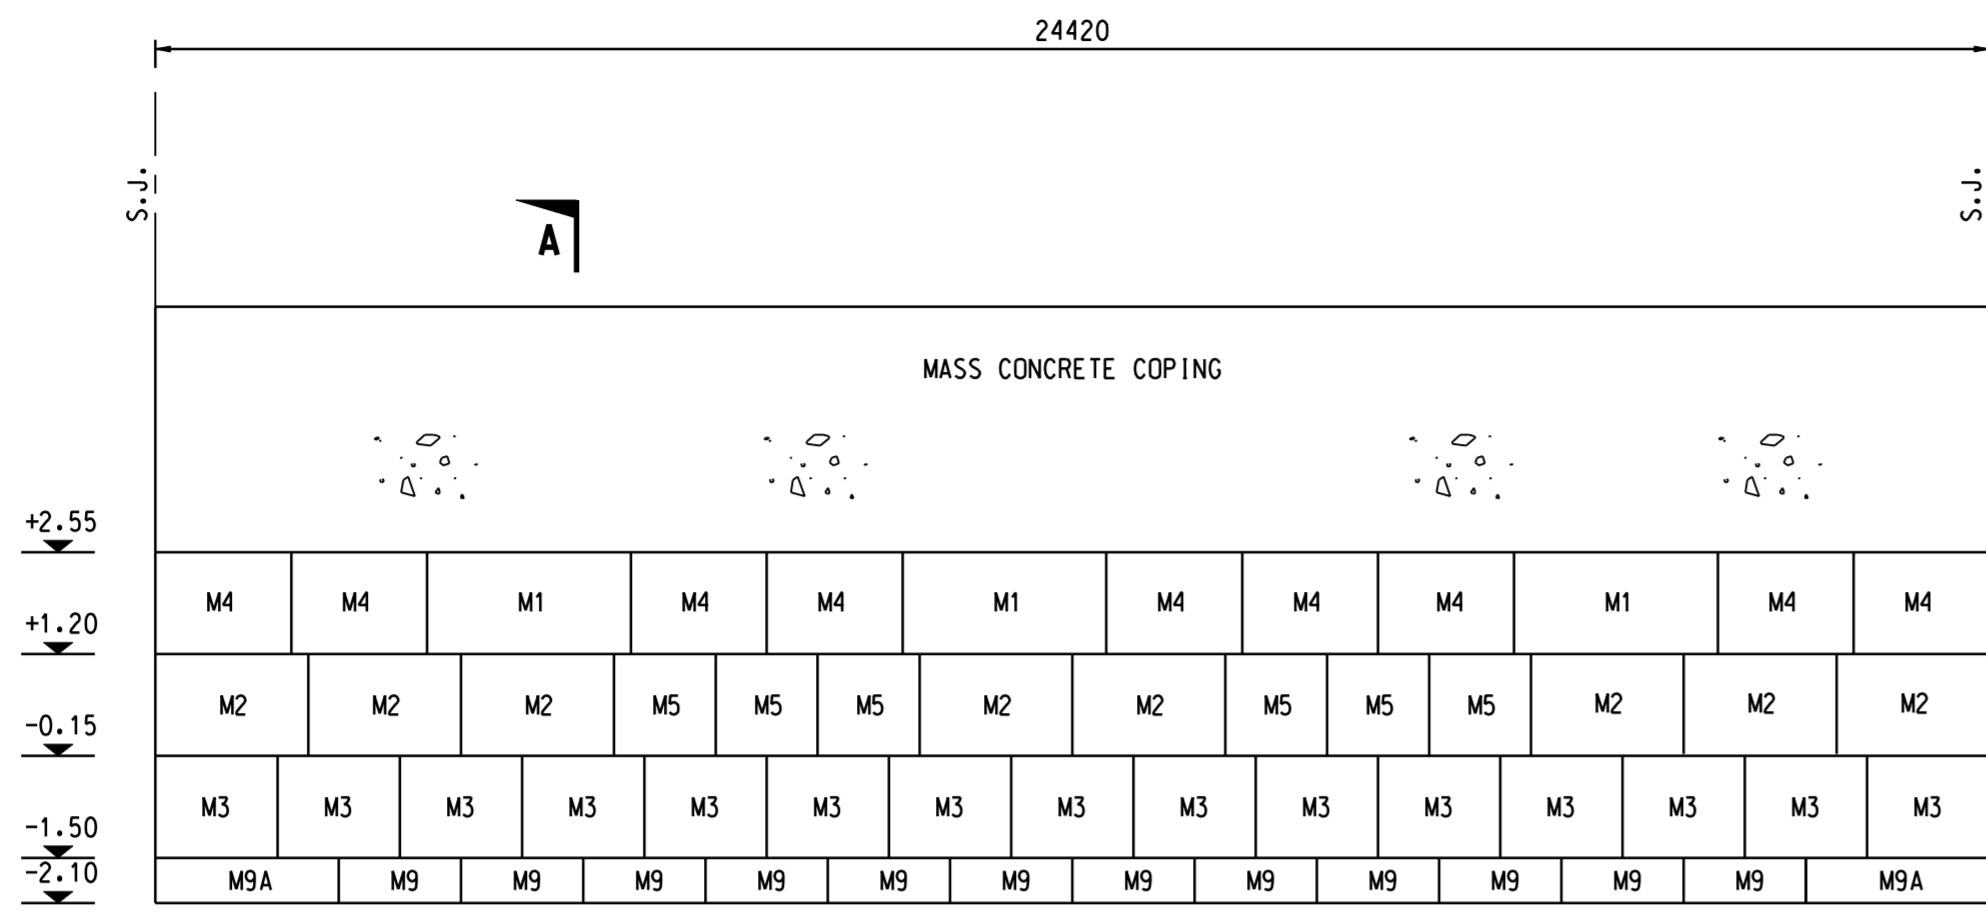 24420
S.J.
S.J.
A
MASS CONCRETE COPING
+2.55
M4 M4 M1 M4 M4 M1 M4 M4 M4 M1 M4 M4
+1.20
M2 M2 M2 M5 M5 M5 M2 M2 M5 M5 M5 M2 M2 M2
-0.15
M3 M3 M3 M3 M3 M3 M3 M3 M3 M3 M3 M3 M3 M3 M3
-1.50
-2.10
M9A M9 M9 M9 M9 M9 M9 M9 M9 M9 M9 M9 M9 M9A